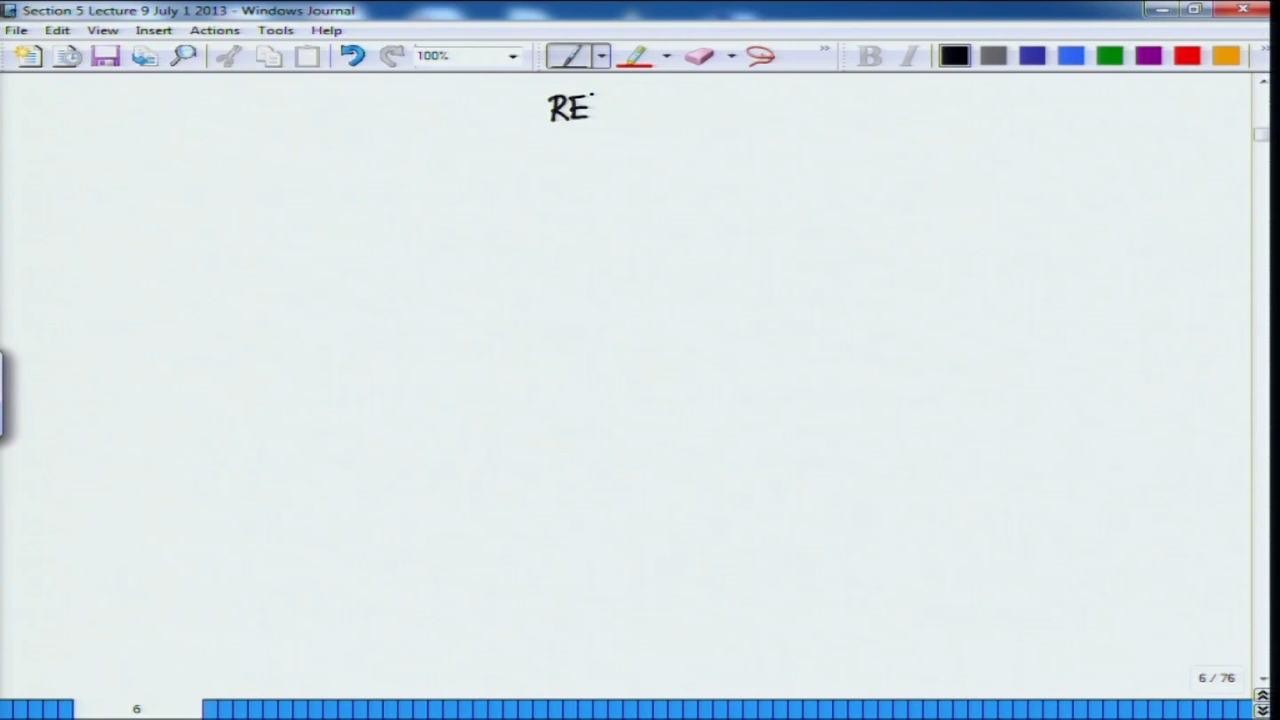 Section 5 Lecture 9 July 1 2013 - Windows Journal
File Edit View Insert Actions Tools Help
100% B I
RE
6 / 76
6